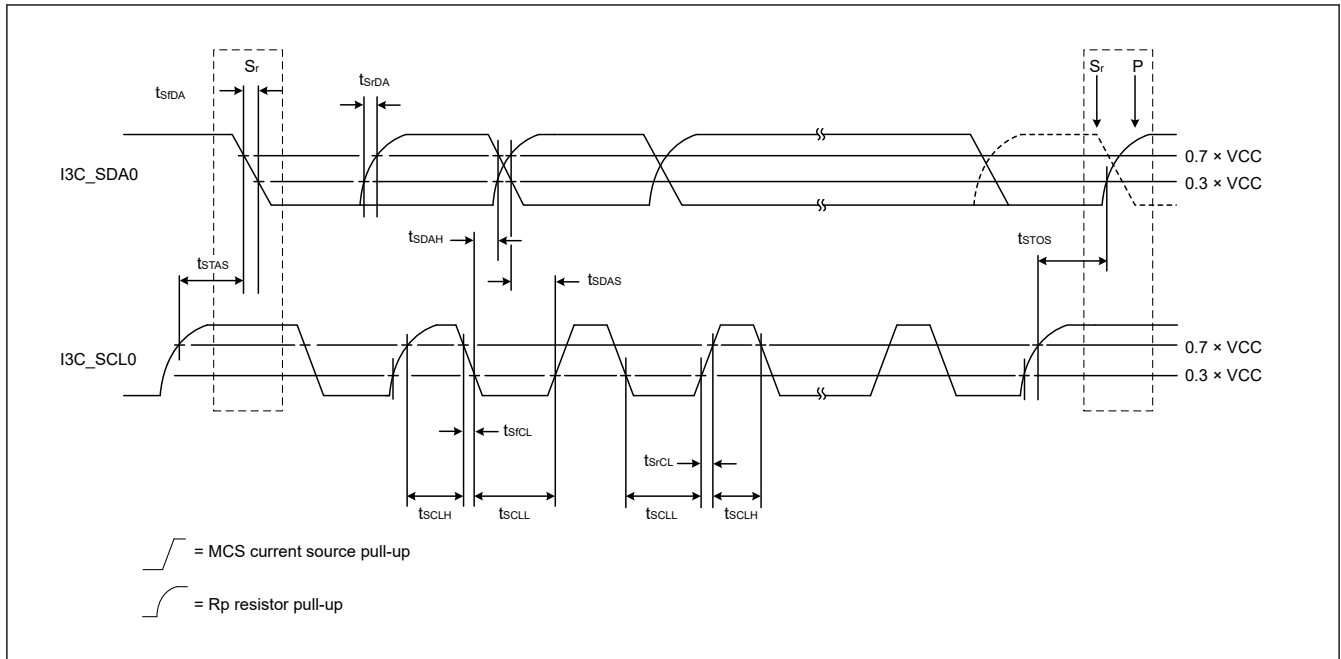 Sr
tSfDA
tSrDA
Sr P
I3C_SDA0
0.7 × VCC
0.3 × VCC
tSDAH
tSTAS
tSDAS
tSTOS
I3C_SCL0
0.7 × VCC
0.3 × VCC
tSfCL
tSrCL
tSCLH tSCLL tSCLL tSCLH
= MCS current source pull-up
= Rp resistor pull-up